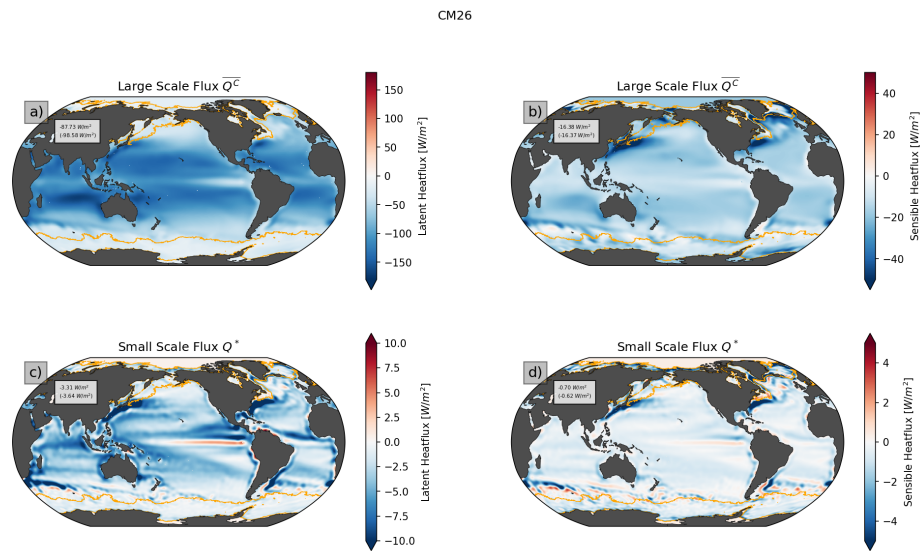 CM26
Large Scale Flux $\overline{Q^C}$
a)
-87.73 W/m²
(-98.58 W/m²)
150
100
50
0
−50
−100
−150
Latent Heatflux [W/m²]
Large Scale Flux $\overline{Q^C}$
b)
-16.38 W/m²
(-16.37 W/m²)
40
20
0
−20
−40
Sensible Heatflux [W/m²]
Small Scale Flux Q*
c)
-3.31 W/m²
(-3.64 W/m²)
10.0
7.5
5.0
2.5
0.0
−2.5
−5.0
−7.5
−10.0
Latent Heatflux [W/m²]
Small Scale Flux Q*
d)
-0.70 W/m²
(-0.62 W/m²)
4
2
0
−2
−4
Sensible Heatflux [W/m²]